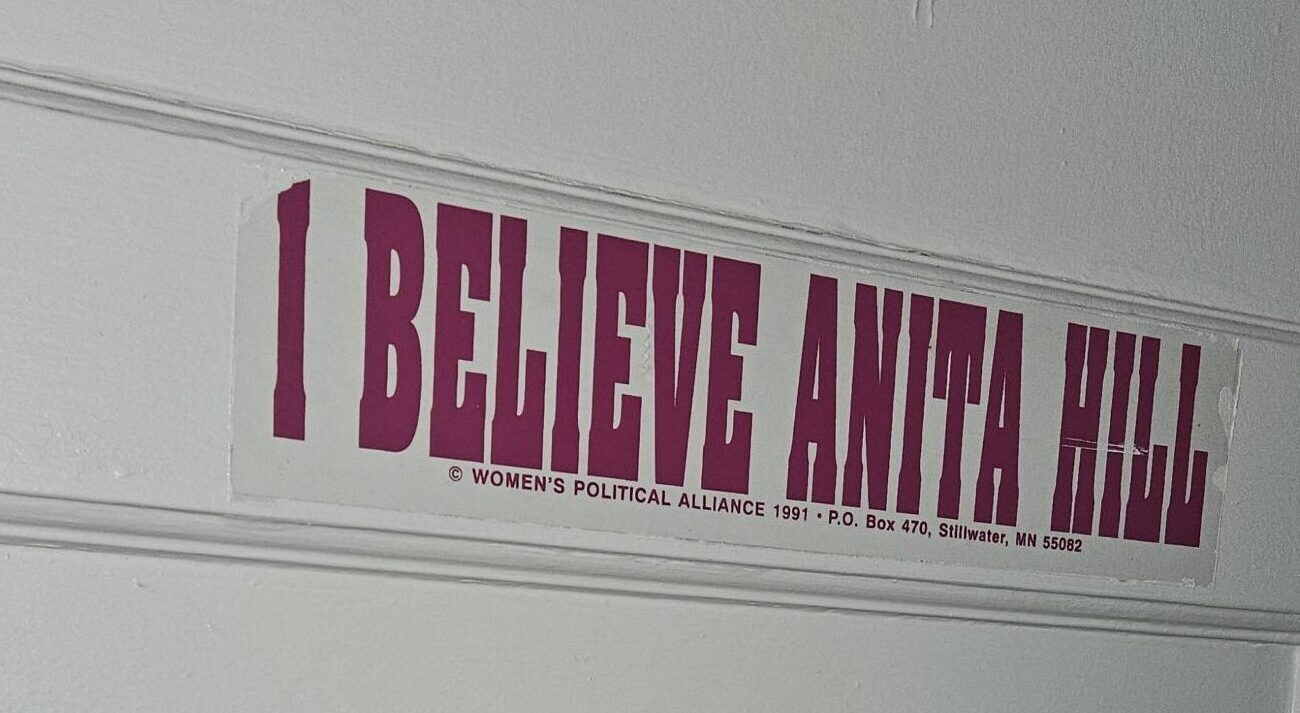 I BELIEVE ANITA HILL
© WOMEN'S POLITICAL ALLIANCE 1991 • P.O. Box 470, Stillwater, MN 55082